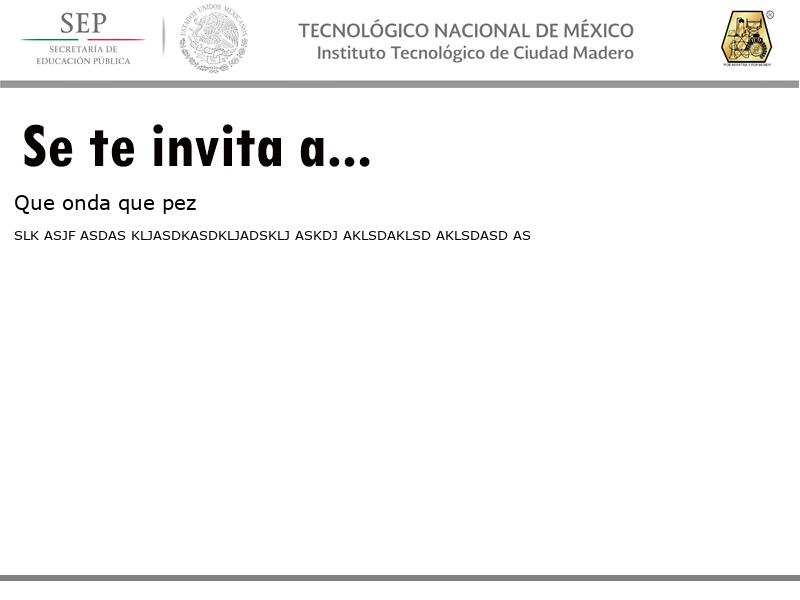 SEP
SECRETARÍA DE
EDUCACIÓN PÚBLICA
ESTADOS UNIDOS MEXICANOS
TECNOLÓGICO NACIONAL DE MÉXICO
Instituto Tecnológico de Ciudad Madero
®
Se te invita a...
Que onda que pez
SLK ASJF ASDAS KLJASDKASDKLJADSKLJ ASKDJ AKLSDAKLSD AKLSDASD AS